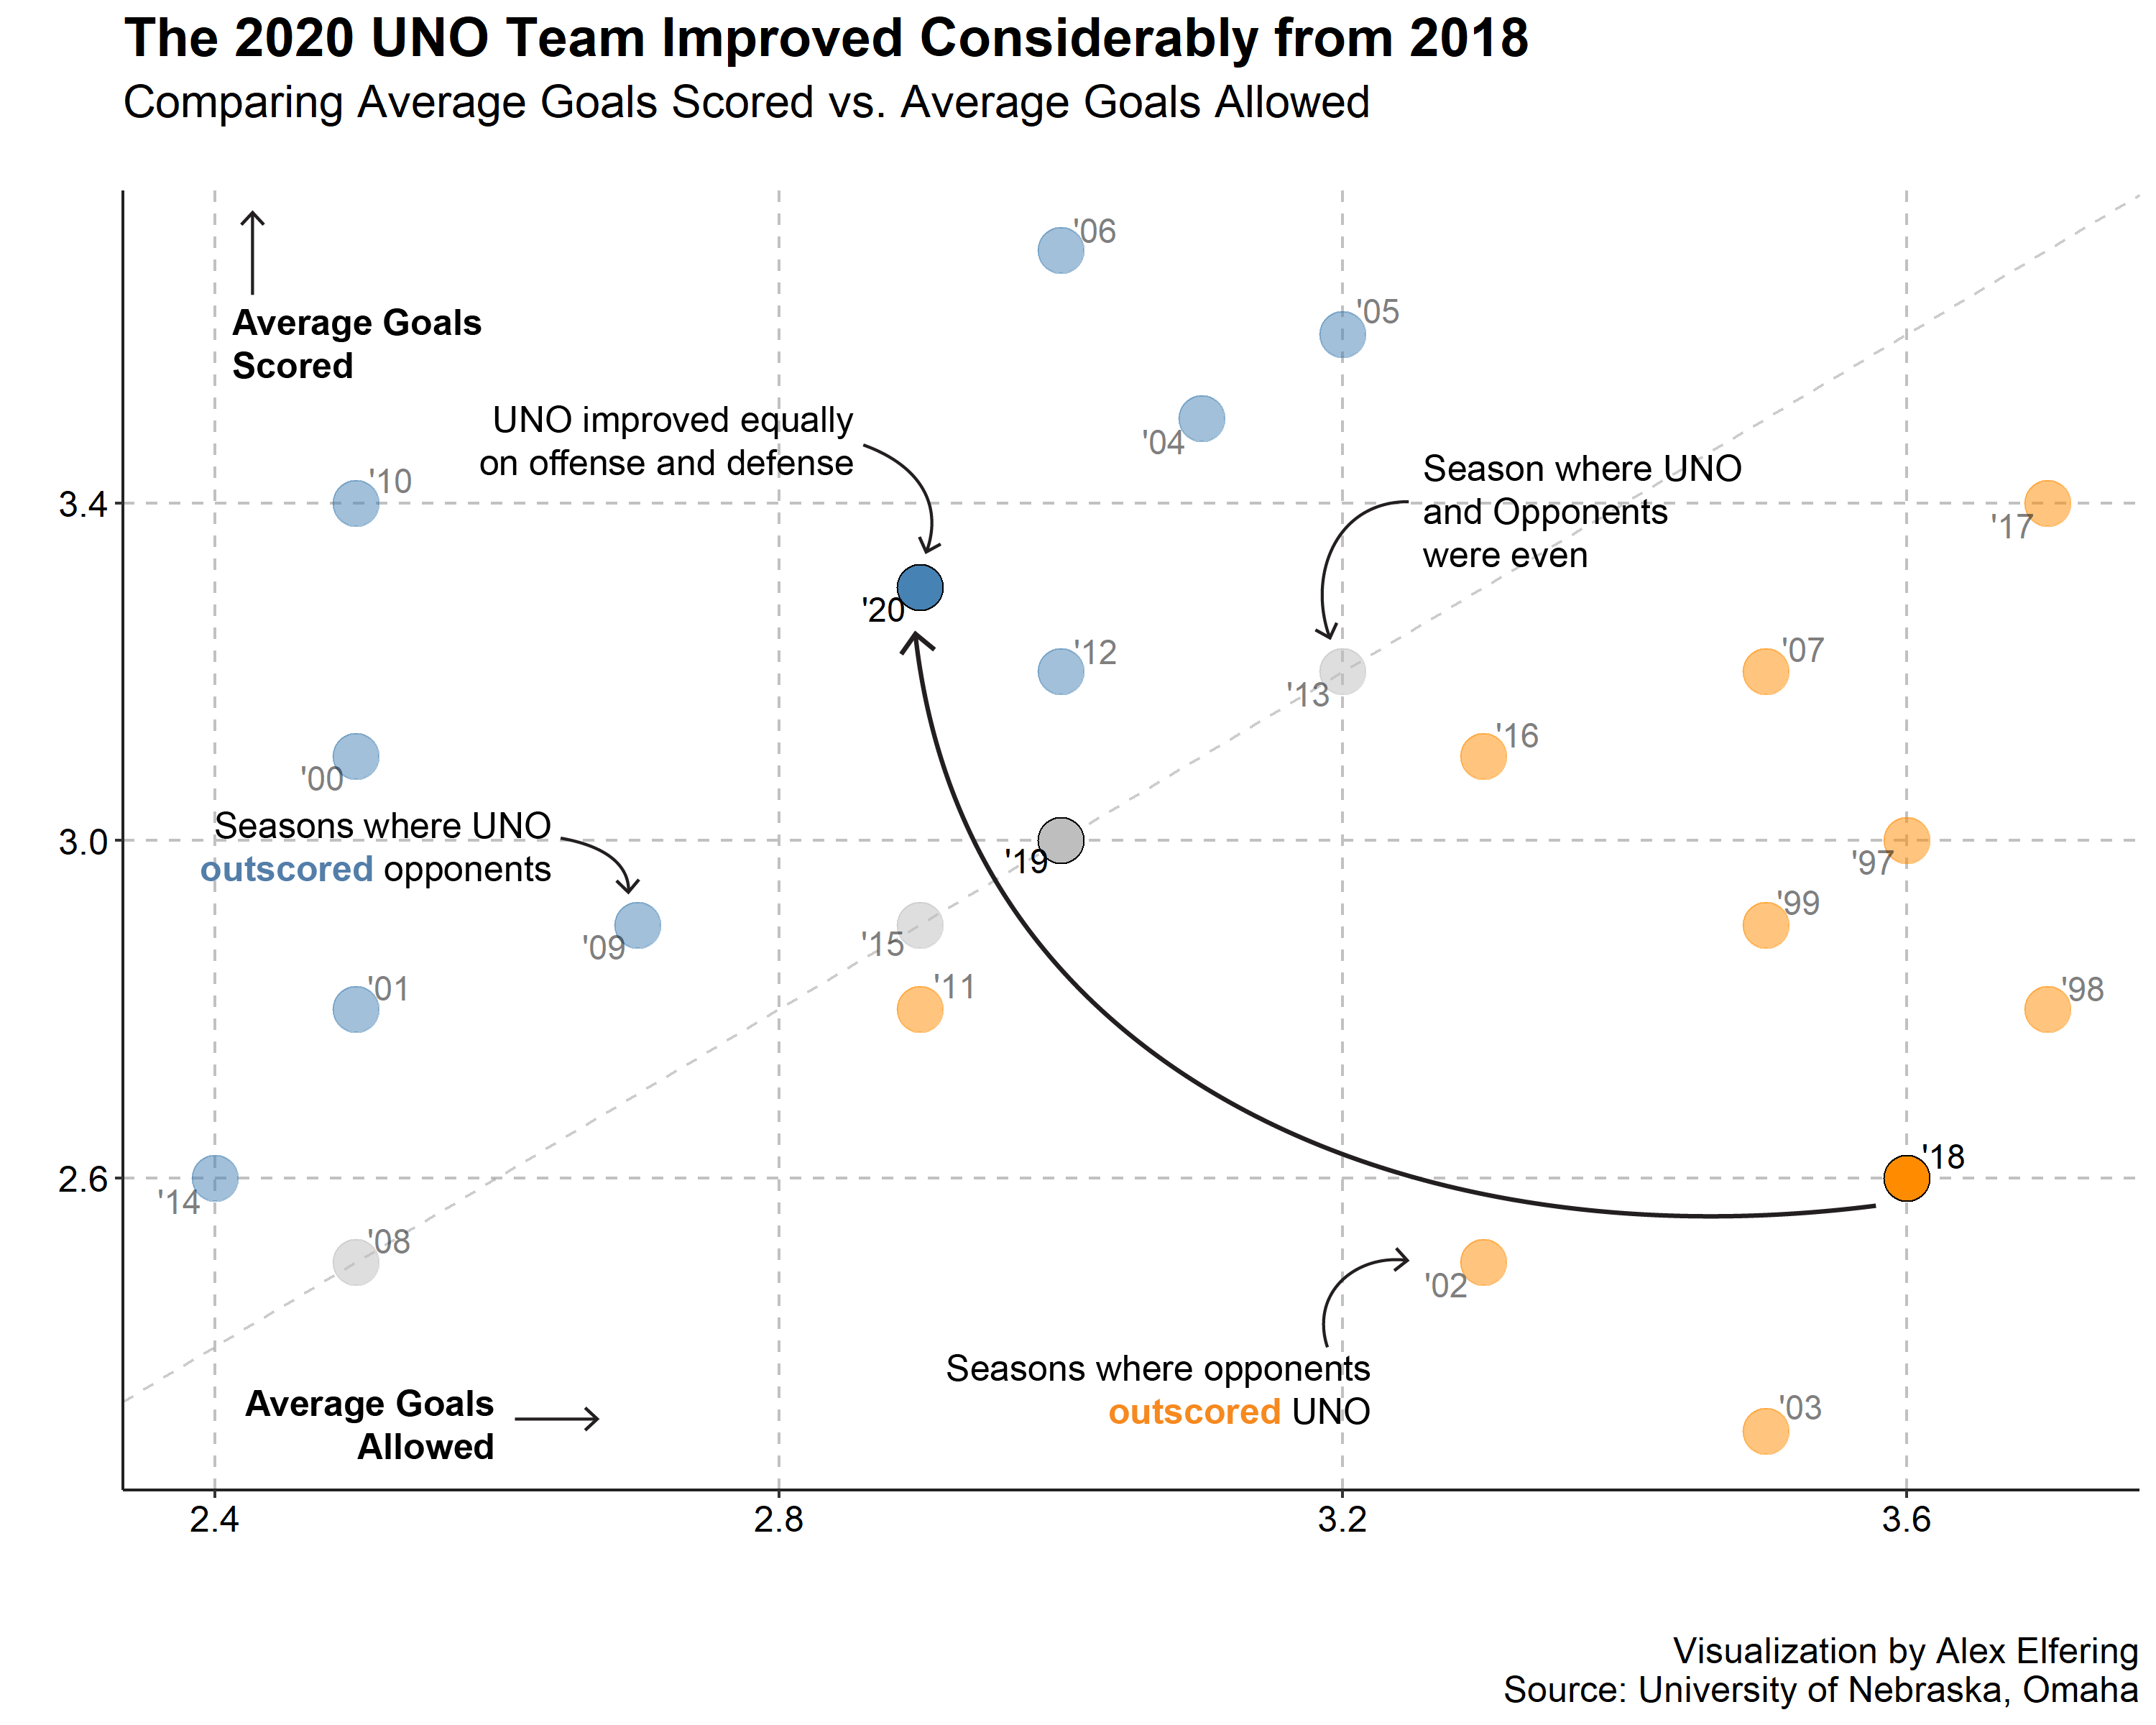 The 2020 UNO Team Improved Considerably from 2018
Comparing Average Goals Scored vs. Average Goals Allowed
'06
'05
Average Goals
Scored
UNO improved equally
on offense and defense
'04
'10
Season where UNO
and Opponents
were even
3.4
'17
'20
'12
'07
'13
'16
'00
Seasons where UNO
outscored opponents
3.0
'19
'97
'99
'09
'15
'01
'11
'98
2.6
'14
'18
'08
'02
Seasons where opponents
outscored UNO
Average Goals
Allowed
'03
2.4
2.8
3.2
3.6
Visualization by Alex Elfering
Source: University of Nebraska, Omaha